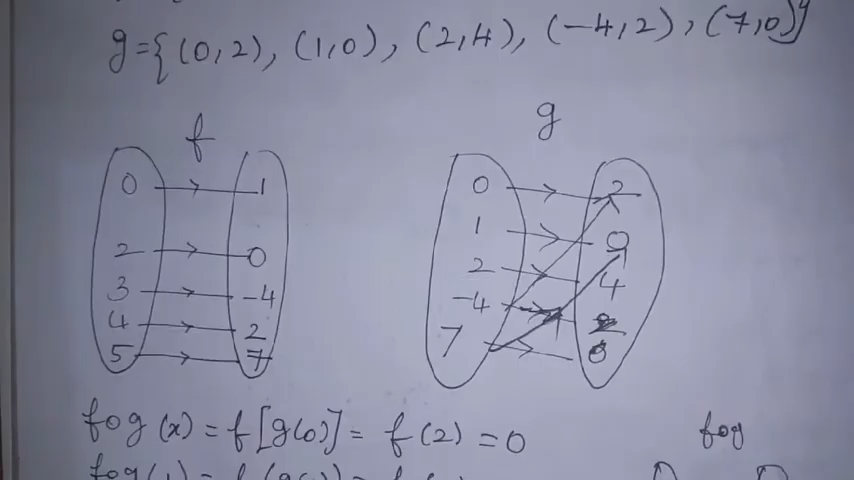 g={(0,2), (1,0), (2,4), (-4,2), (7,0)}
f g
0 1
2 0
3 -4
4 2
5 7
0 2
1 0
2 4
-4
7
fog (x) = f[g(0)] = f(2) = 0
fog